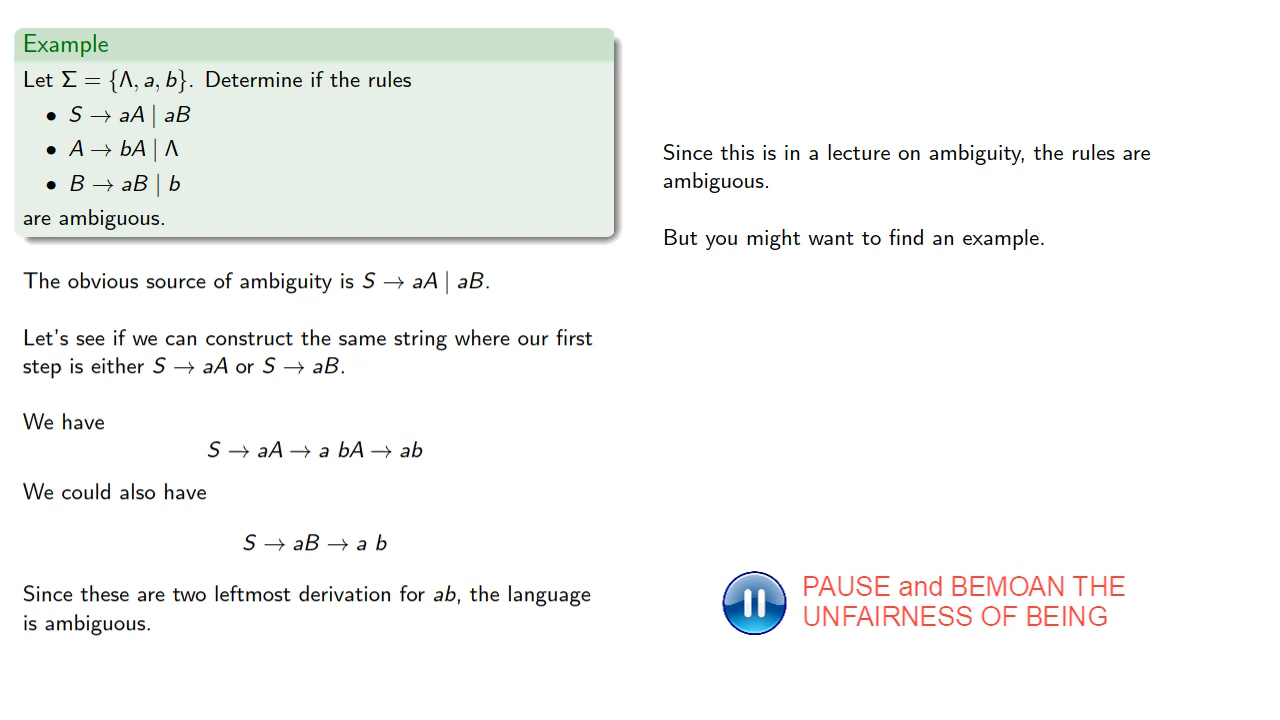 Example
Let Σ = {Λ, a, b}. Determine if the rules
• S → aA | aB
• A → bA | Λ
• B → aB | b
are ambiguous.
The obvious source of ambiguity is S → aA | aB.
Let's see if we can construct the same string where our first
step is either S → aA or S → aB.
We have
S → aA → a bA → ab
We could also have
S → aB → a b
Since these are two leftmost derivation for ab, the language
is ambiguous.
Since this is in a lecture on ambiguity, the rules are
ambiguous.
But you might want to find an example.
PAUSE and BEMOAN THE
UNFAIRNESS OF BEING